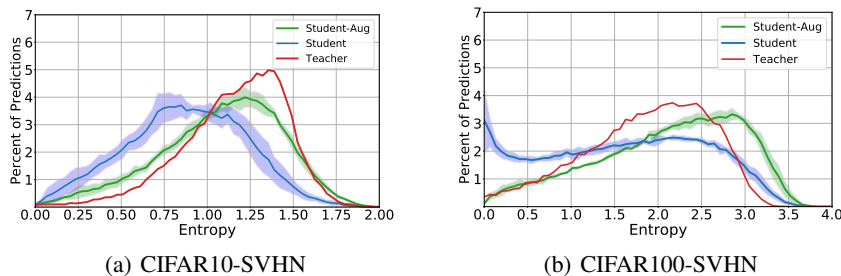 7
6
5
4
3
2
1
Percent of Predictions
Student-Aug
Student
Teacher
0.00 0.25 0.50 0.75 1.00 1.25 1.50 1.75 2.00
Entropy
(a) CIFAR10-SVHN
7
6
5
4
3
2
1
Percent of Predictions
Student-Aug
Student
Teacher
0.0 0.5 1.0 1.5 2.0 2.5 3.0 3.5 4.0
Entropy
(b) CIFAR100-SVHN